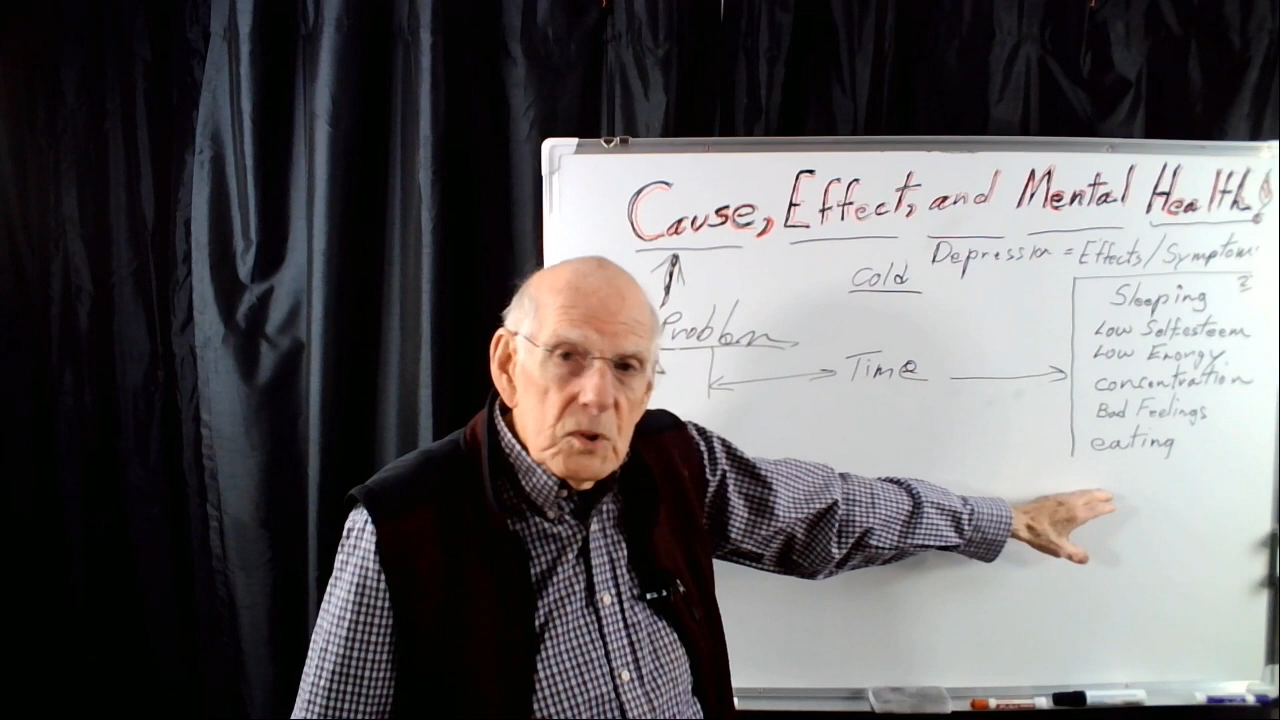 Cause, Effect, and Mental Health!
Depression = Effects/Symptoms
Cold
Sleeping
Problem
Low Selfesteem
Low Energy
Time
concentration
Bad Feelings
eating